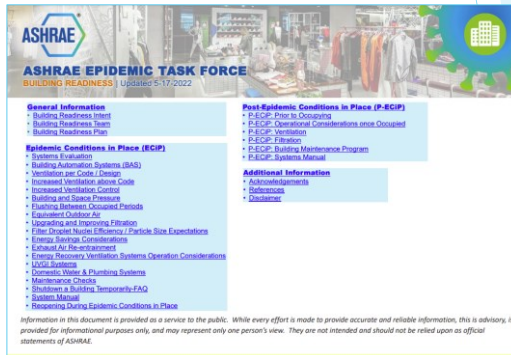 ASHRAE
ASHRAE EPIDEMIC TASK FORCE
BUILDING READINESS | Updated 5-17-2022
General Information
• Building Readiness Intent
• Building Readiness Team
• Building Readiness Plan
Epidemic Conditions in Place (ECiP)
• Systems Evaluation
• Building Automation Systems (BAS)
• Ventilation per Code / Design
• Increased Ventilation above Code
• Increased Ventilation Control
• Building and Space Pressure
• Flushing Between Occupied Periods
• Equivalent Outdoor Air
• Upgrading and Improving Filtration
• Filter Droplet Nuclei Efficiency / Particle Size Expectations
• Energy Savings Considerations
• Exhaust Air Re-entrainment
• Energy Recovery Ventilation Systems Operation Considerations
• UVGI Systems
• Domestic Water & Plumbing Systems
• Maintenance Checks
• Shutdown a Building Temporarily-FAQ
• System Manual
• Reopening During Epidemic Conditions in Place
Post-Epidemic Conditions in Place (P-ECiP)
• P-ECiP: Prior to Occupying
• P-ECiP: Operational Considerations once Occupied
• P-ECiP: Ventilation
• P-ECiP: Filtration
• P-ECiP: Building Maintenance Program
• P-ECiP: Systems Manual
Additional Information
• Acknowledgements
• References
• Disclaimer
Information in this document is provided as a service to the public. While every effort is made to provide accurate and reliable information, this is advisory, is
provided for informational purposes only, and may represent only one person's view. They are not intended and should not be relied upon as official
statements of ASHRAE.